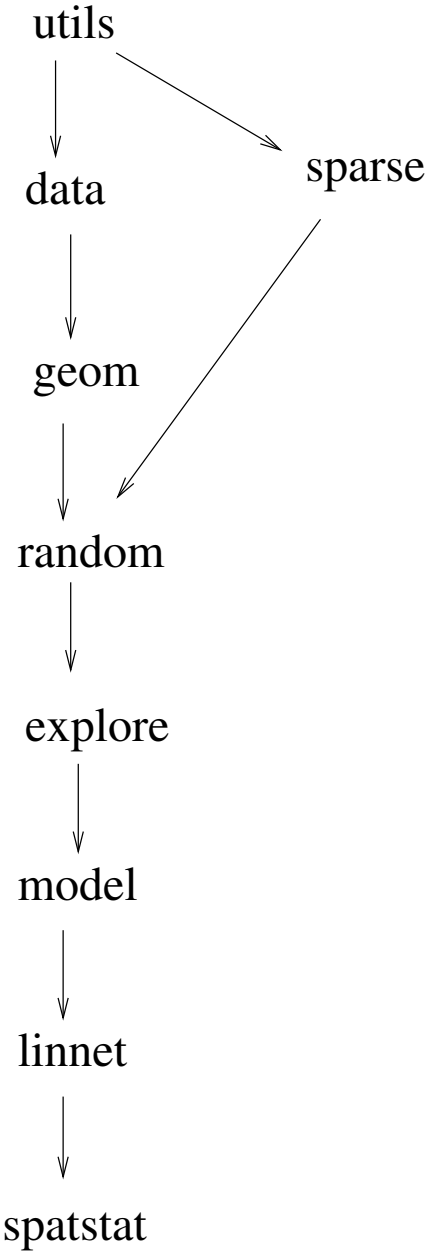 utils
sparse
data
geom
random
explore
model
linnet
spatstat